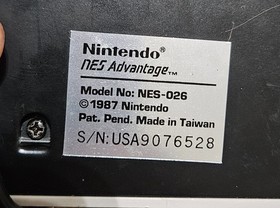 Nintendo®
NES Advantage™
Model No: NES-026
©1987 Nintendo
Pat. Pend. Made in Taiwan
S/N: USA9076528